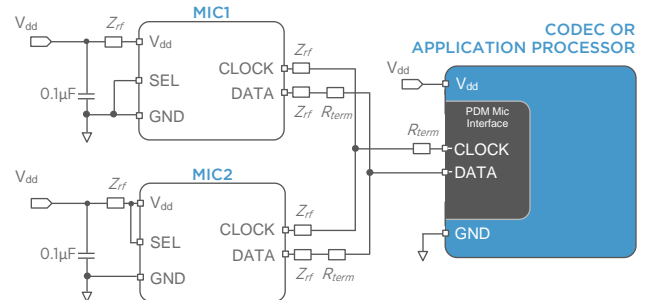 MIC1
Vdd
Zrf
Vdd
SEL
GND
0.1µF
CLOCK
DATA
Zrf
Zrf Rterm
MIC2
Vdd
Zrf
Vdd
SEL
GND
0.1µF
CLOCK
DATA
Zrf
Zrf Rterm
CODEC OR
APPLICATION PROCESSOR
Vdd
Vdd
PDM Mic
Interface
Rterm
CLOCK
DATA
GND